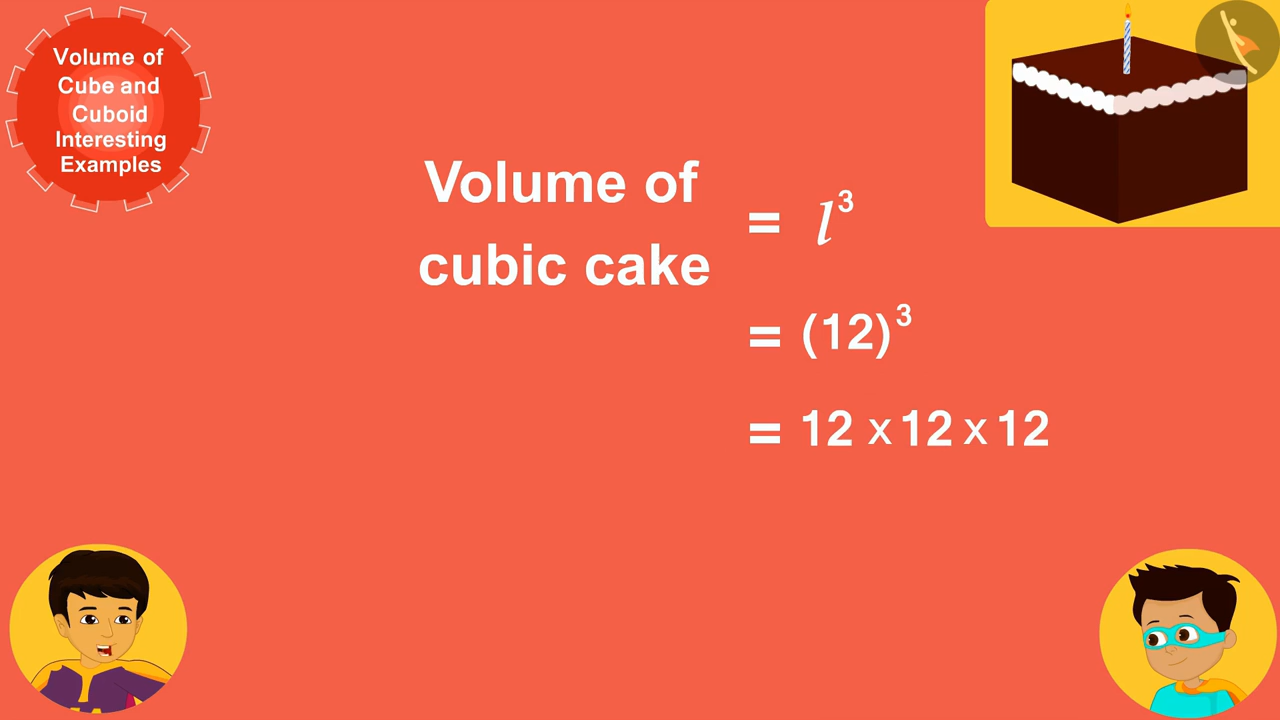 Volume of
Cube and
Cuboid
Interesting
Examples
Volume of
cubic cake
= l³
= (12)³
= 12 x 12 x 12